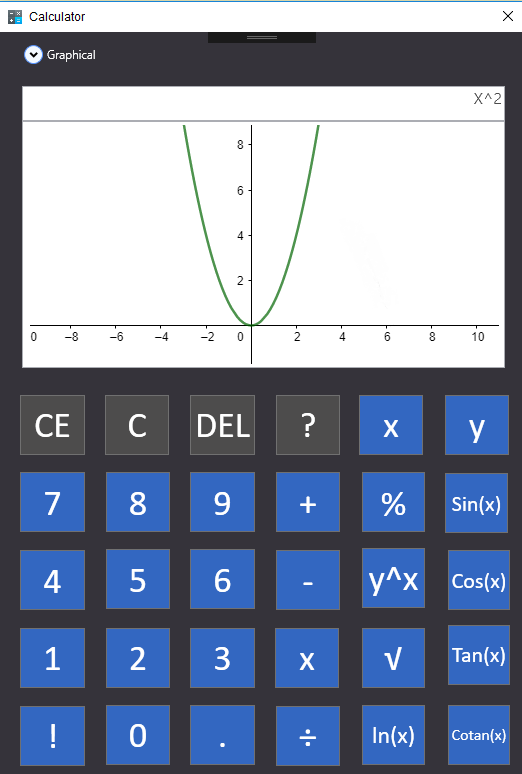 Calculator
Graphical
X^2
8
6
4
2
0 −8 −6 −4 −2 0 2 4 6 8 10
CE C DEL ? x y
7 8 9 + % Sin(x)
4 5 6 - y^x Cos(x)
1 2 3 x √ Tan(x)
! 0 . ÷ ln(x) Cotan(x)